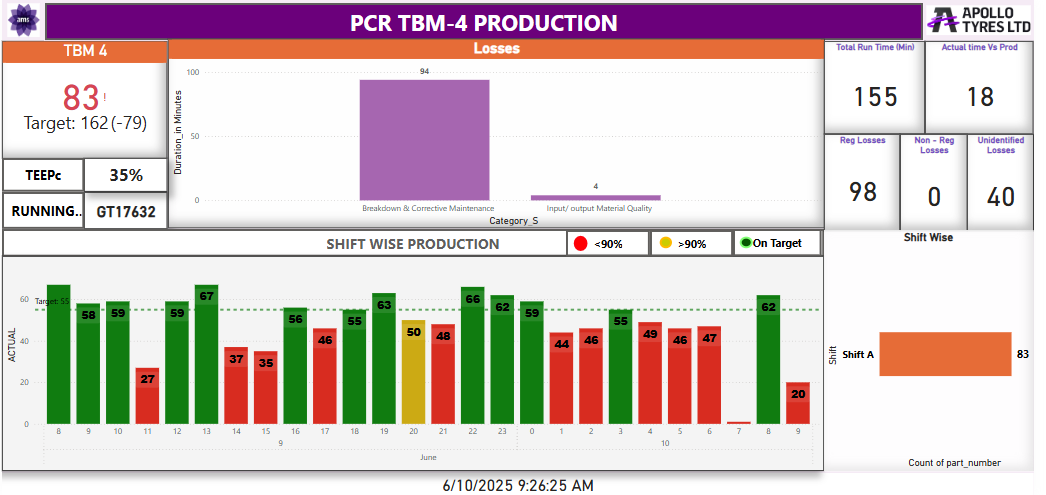 ams
PCR TBM-4 PRODUCTION
APOLLO
TYRES LTD
TBM 4
83!
Target: 162 (-79)
TEEPc
35%
RUNNING..
GT17632
Losses
Duration_in Minutes
100
50
0
94
4
Breakdown & Corrective Maintenance
Input/ output Material Quality
Category_S
Total Run Time (Min)
155
Actual time Vs Prod
18
Reg Losses
98
Non - Reg
Losses
0
Unidentified
Losses
40
SHIFT WISE PRODUCTION
<90%
>90%
On Target
ACTUAL
60
40
20
0
Target: 55
58 59 27 59 67 37 35 56 46 55 63 50 48 66 62 59 44 46 55 49 46 47 62 20
8 9 10 11 12 13 14 15 16 17 18 19 20 21 22 23 0 1 2 3 4 5 6 7 8 9
9 10
June
Shift Wise
Shift
Shift A
83
Count of part_number
6/10/2025 9:26:25 AM